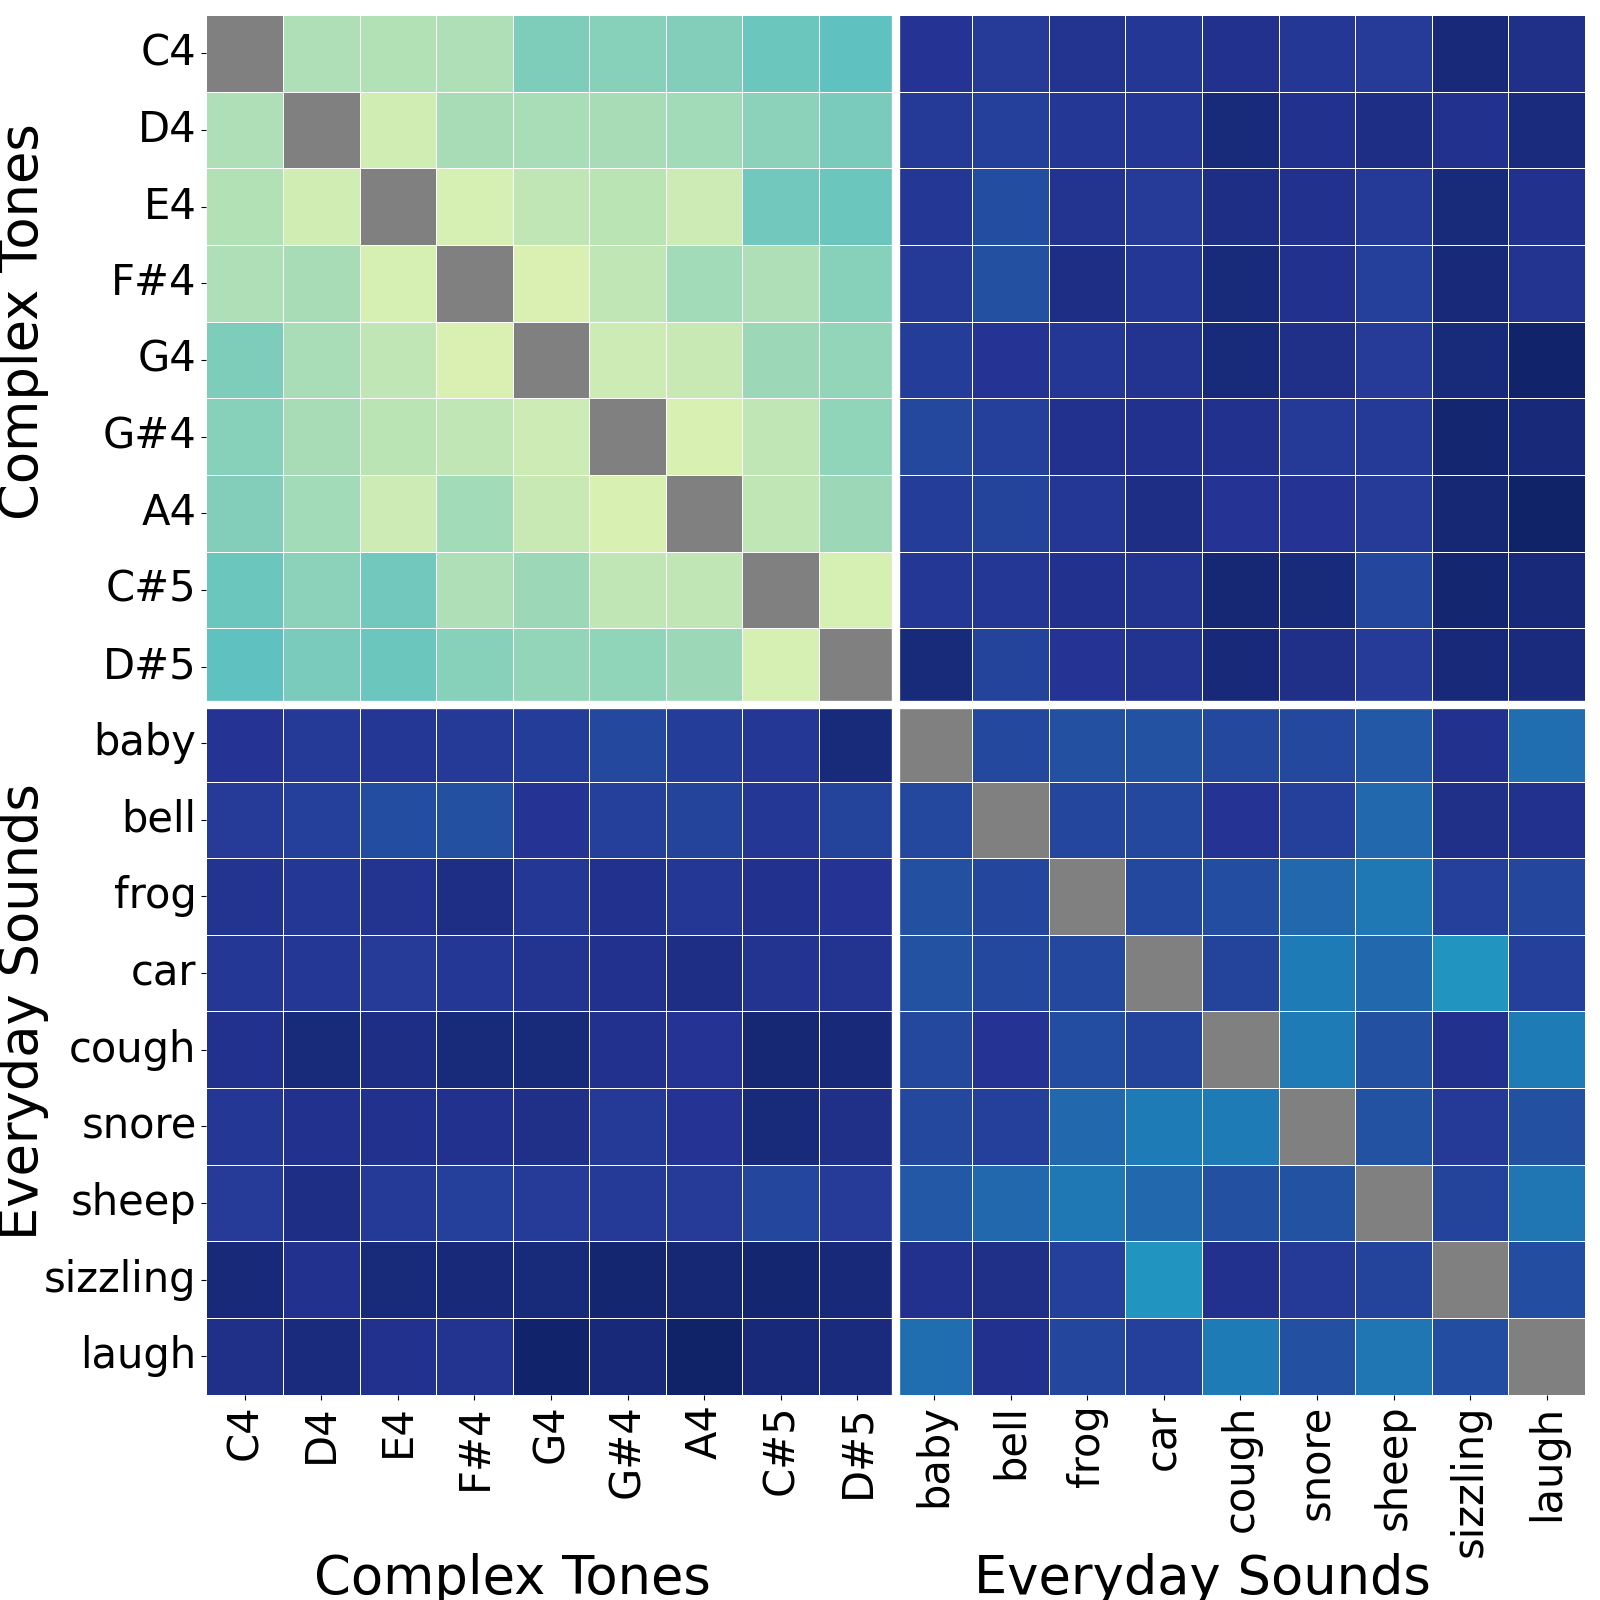 Complex Tones
C4
D4
E4
F#4
G4
G#4
A4
C#5
D#5
Everyday Sounds
baby
bell
frog
car
cough
snore
sheep
sizzling
laugh
C4
D4
E4
F#4
G4
G#4
A4
C#5
D#5
baby
bell
frog
car
cough
snore
sheep
sizzling
laugh
Complex Tones
Everyday Sounds